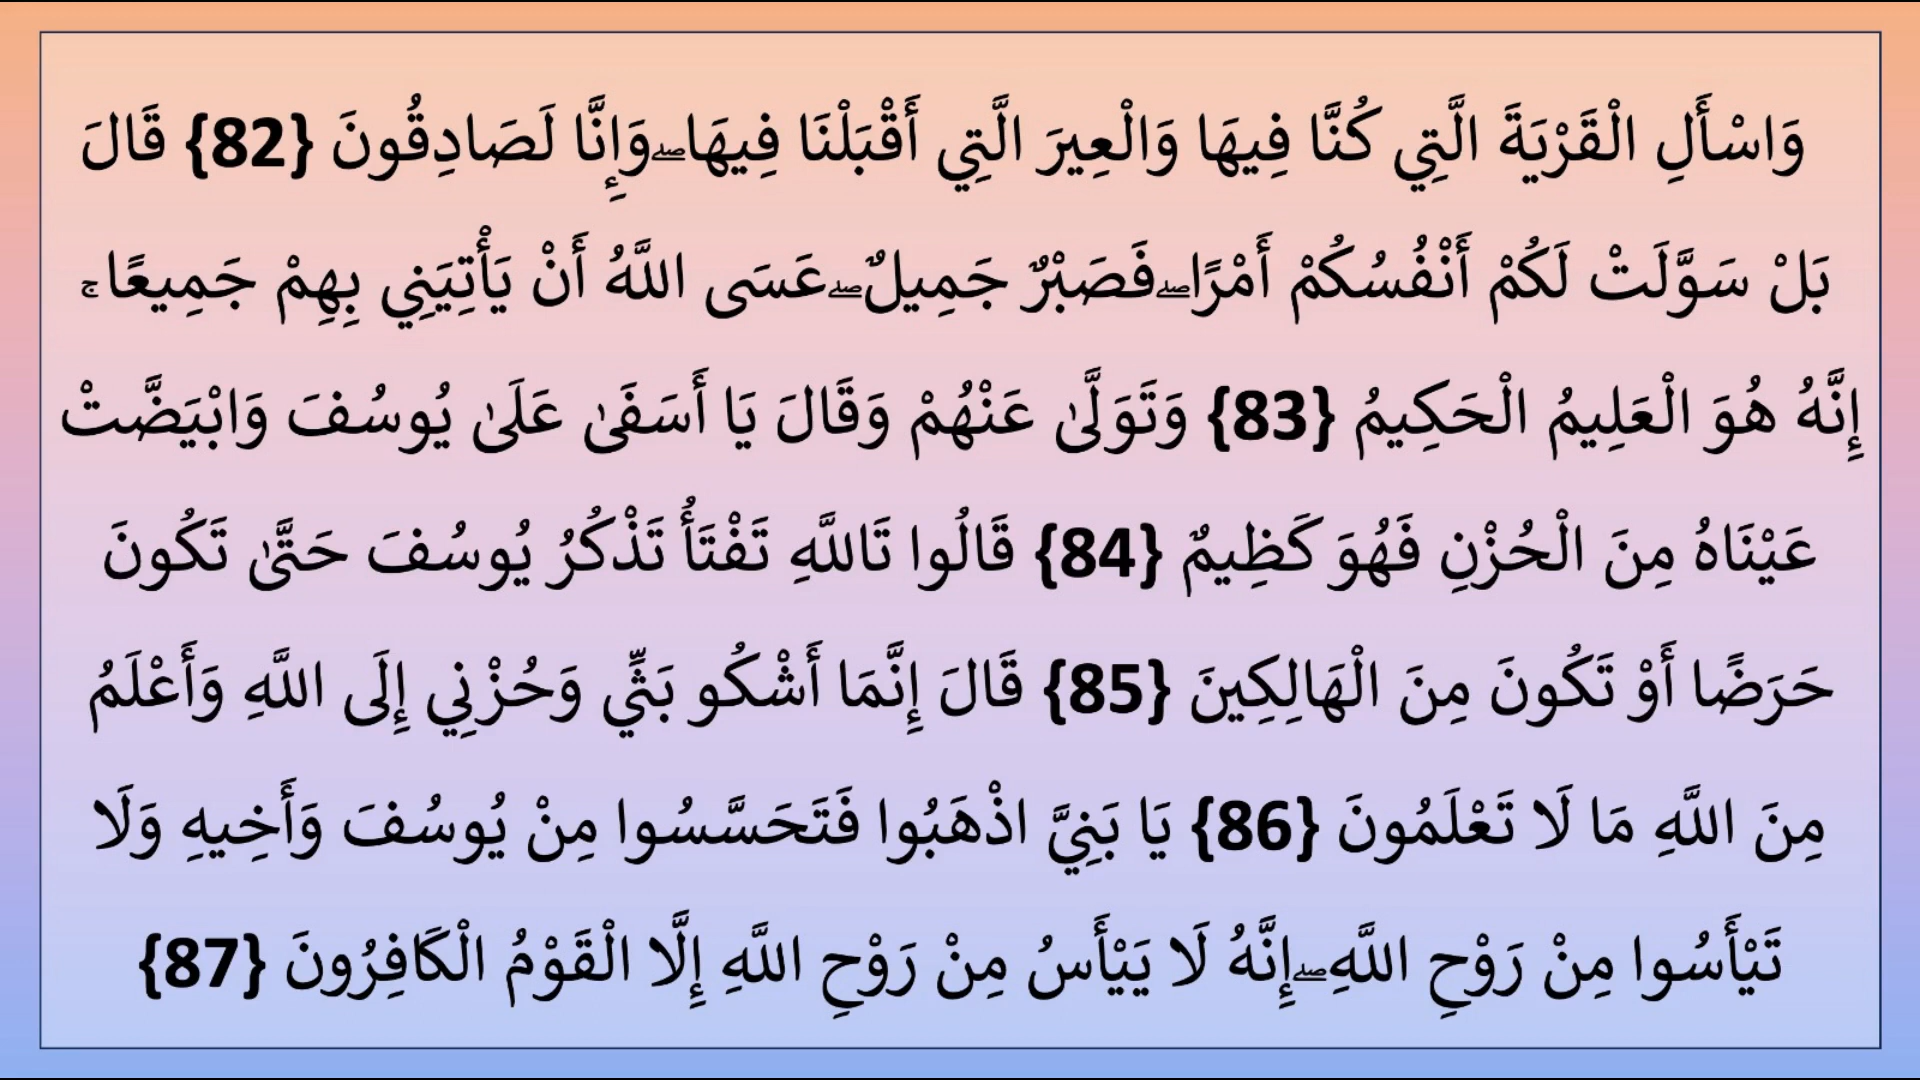 وَاسْأَلِ الْقَرْيَةَ الَّتِي كُنَّا فِيهَا وَالْعِيرَ الَّتِي أَقْبَلْنَا فِيهَا ۖ وَإِنَّا لَصَادِقُونَ {82} قَالَ
بَلْ سَوَّلَتْ لَكُمْ أَنْفُسُكُمْ أَمْرًا ۖ فَصَبْرٌ جَمِيلٌ ۖ عَسَى اللَّهُ أَنْ يَأْتِيَنِي بِهِمْ جَمِيعًا ۚ
إِنَّهُ هُوَ الْعَلِيمُ الْحَكِيمُ {83} وَتَوَلَّىٰ عَنْهُمْ وَقَالَ يَا أَسَفَىٰ عَلَىٰ يُوسُفَ وَابْيَضَّتْ
عَيْنَاهُ مِنَ الْحُزْنِ فَهُوَ كَظِيمٌ {84} قَالُوا تَاللَّهِ تَفْتَأُ تَذْكُرُ يُوسُفَ حَتَّىٰ تَكُونَ
حَرَضًا أَوْ تَكُونَ مِنَ الْهَالِكِينَ {85} قَالَ إِنَّمَا أَشْكُو بَثِّي وَحُزْنِي إِلَى اللَّهِ وَأَعْلَمُ
مِنَ اللَّهِ مَا لَا تَعْلَمُونَ {86} يَا بَنِيَّ اذْهَبُوا فَتَحَسَّسُوا مِنْ يُوسُفَ وَأَخِيهِ وَلَا
تَيْأَسُوا مِنْ رَوْحِ اللَّهِ ۖ إِنَّهُ لَا يَيْأَسُ مِنْ رَوْحِ اللَّهِ إِلَّا الْقَوْمُ الْكَافِرُونَ {87}